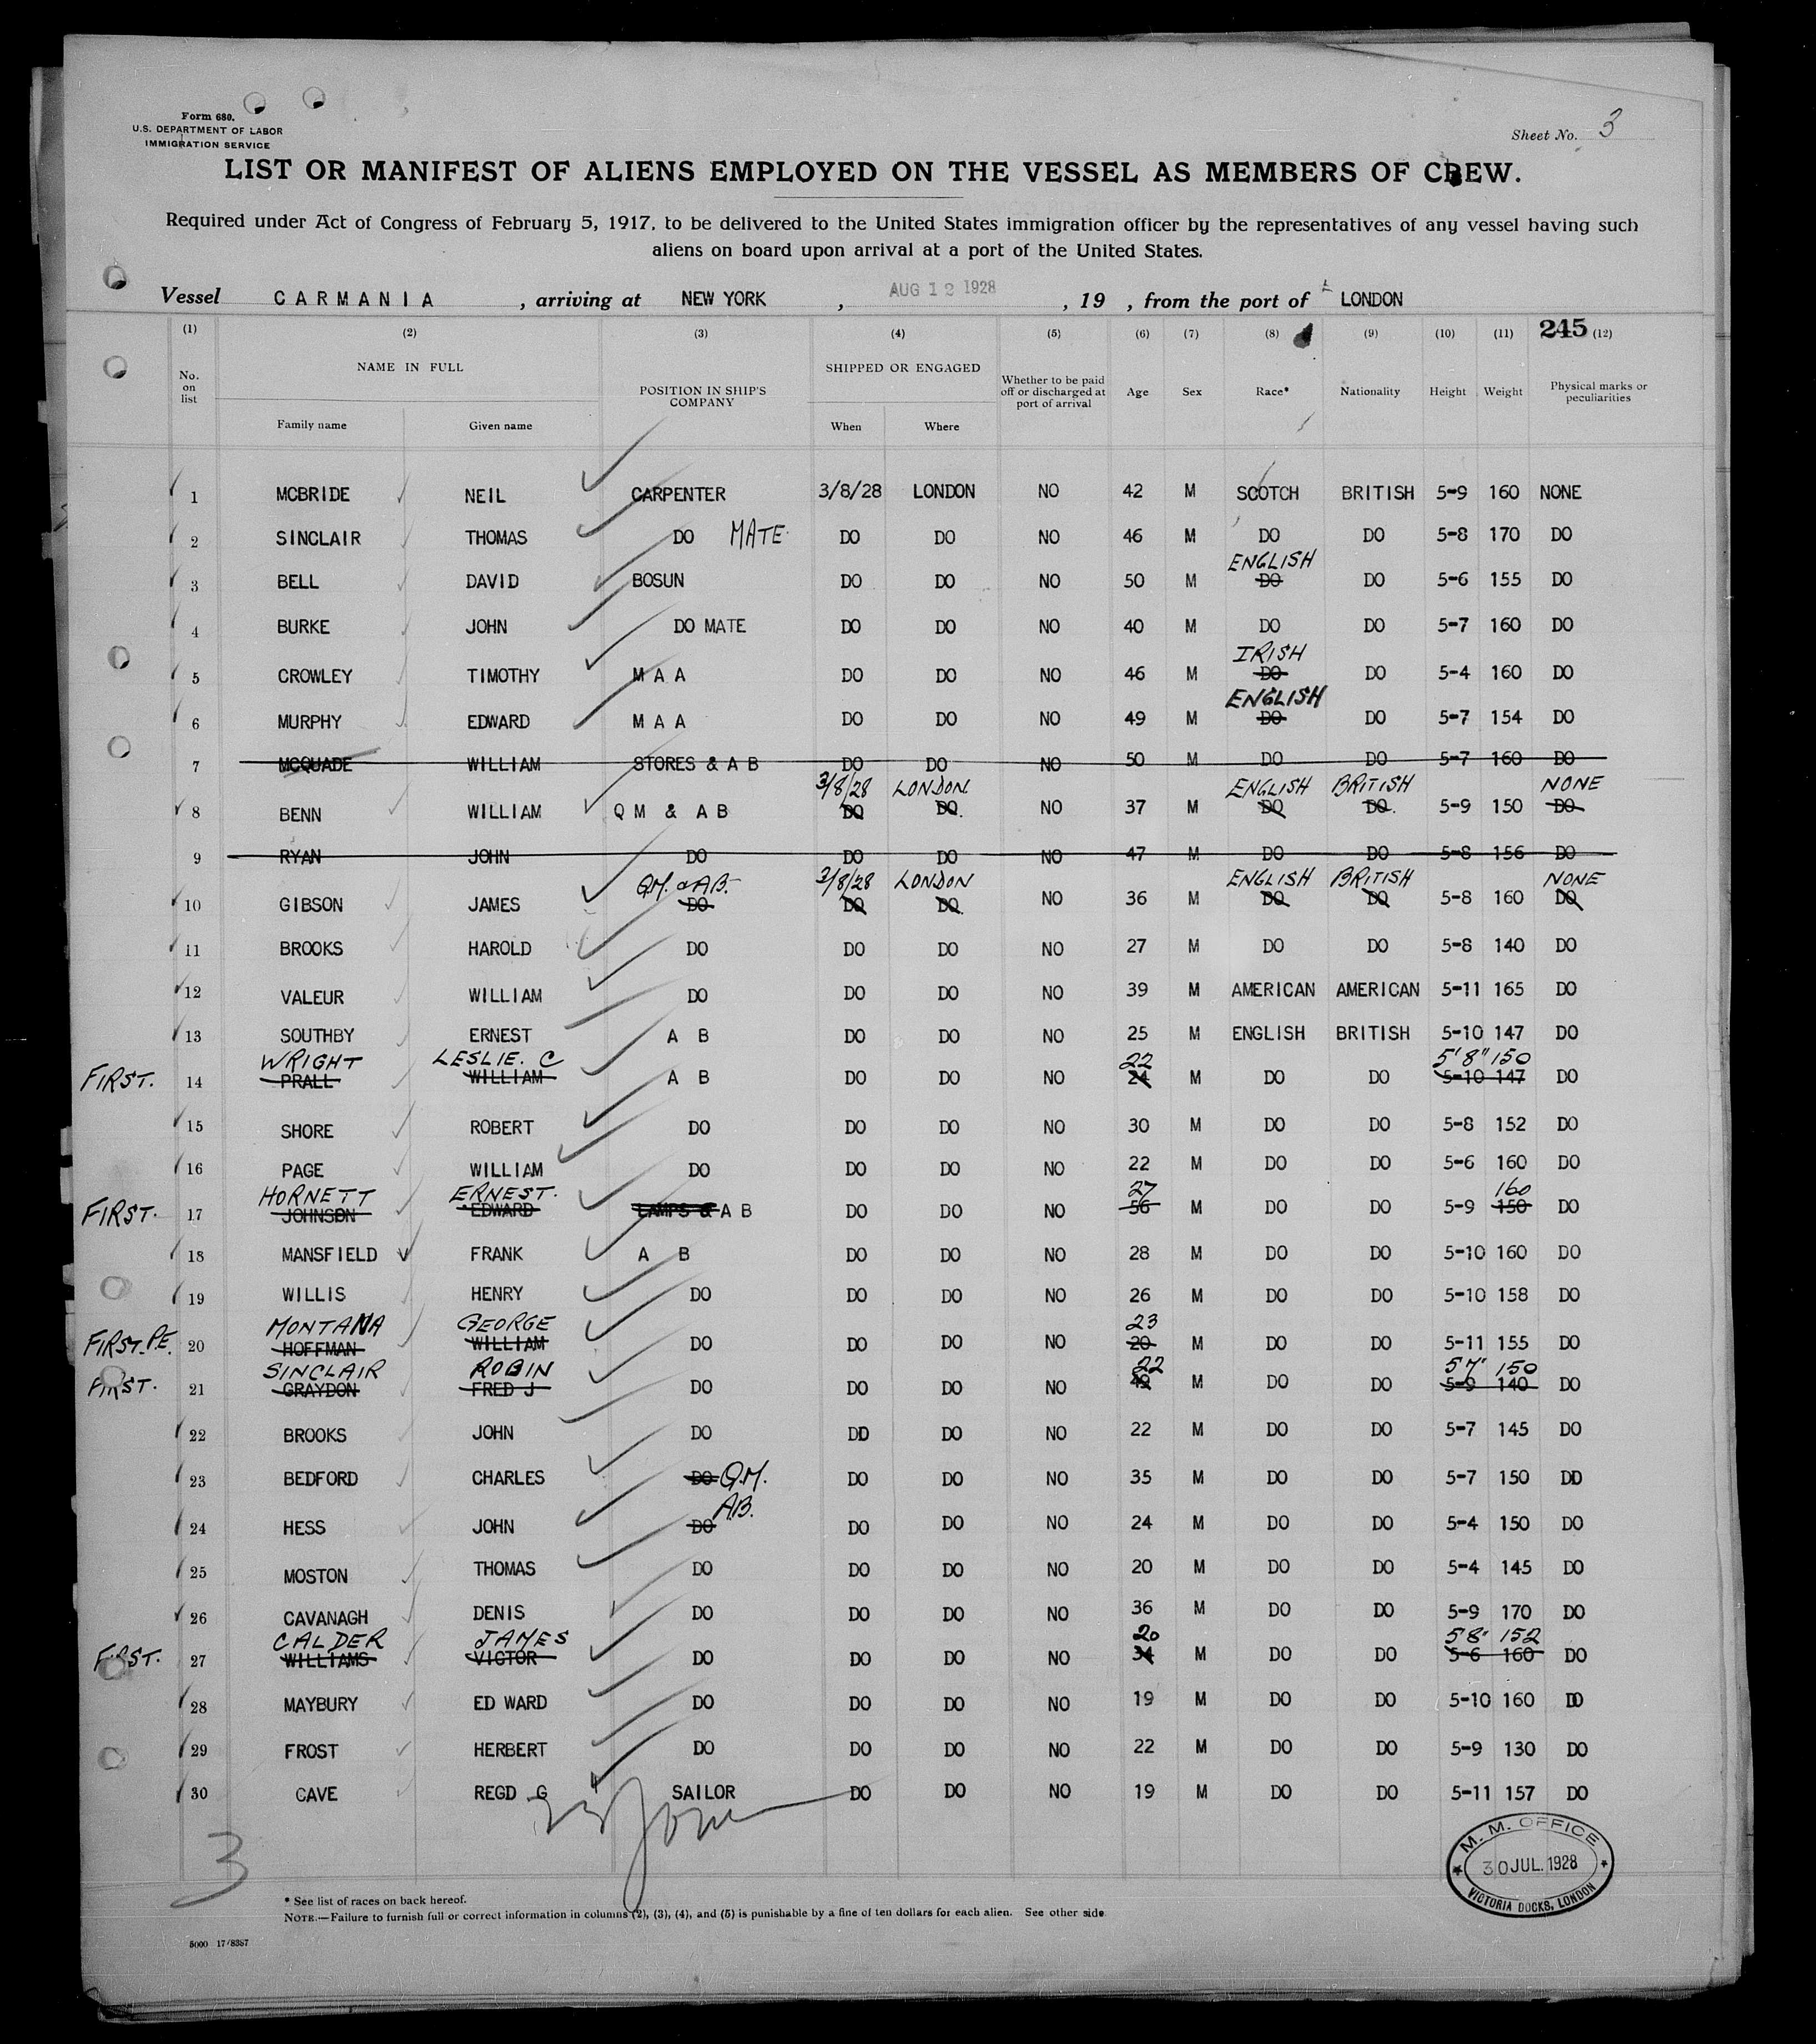 Form 680.
U.S. DEPARTMENT OF LABOR
IMMIGRATION SERVICE
Sheet No. 3
LIST OR MANIFEST OF ALIENS EMPLOYED ON THE VESSEL AS MEMBERS OF CREW.
Required under Act of Congress of February 5, 1917, to be delivered to the United States immigration officer by the representatives of any vessel having such
aliens on board upon arrival at a port of the United States.
Vessel CARMANIA , arriving at NEW YORK , AUG 12 1928 , 19 , from the port of LONDON
(1) (2) (3) (4) (5) (6) (7) (8) (9) (10) (11) 245 (12)
No. on list NAME IN FULL POSITION IN SHIP'S COMPANY SHIPPED OR ENGAGED Whether to be paid off or discharged at port of arrival Age Sex Race* Nationality Height Weight Physical marks or peculiarities
Family name Given name When Where
1 MCBRIDE NEIL CARPENTER 3/8/28 LONDON NO 42 M SCOTCH BRITISH 5-9 160 NONE
2 SINCLAIR THOMAS DO MATE DO DO NO 46 M DO DO 5-8 170 DO
ENGLISH
3 BELL DAVID BOSUN DO DO NO 50 M DO DO 5-6 155 DO
4 BURKE JOHN DO MATE DO DO NO 40 M DO DO 5-7 160 DO
IRISH
5 CROWLEY TIMOTHY M A A DO DO NO 46 M DO DO 5-4 160 DO
ENGLISH
6 MURPHY EDWARD M A A DO DO NO 49 M DO DO 5-7 154 DO
7 MCQUADE WILLIAM STORES & A B DO DO NO 50 M DO DO 5-7 160 DO
3/8/28 LONDON ENGLISH BRITISH NONE
8 BENN WILLIAM Q M & A B DO DO. NO 37 M DO DO. 5-9 150 DO
9 RYAN JOHN DO DO DO NO 47 M DO DO 5-8 156 DO
Q.M. & A.B. 3/8/28 LONDON ENGLISH BRITISH NONE
10 GIBSON JAMES DO DO DO. NO 36 M DO DO 5-8 160 DO
11 BROOKS HAROLD DO DO DO NO 27 M DO DO 5-8 140 DO
12 VALEUR WILLIAM DO DO DO NO 39 M AMERICAN AMERICAN 5-11 165 DO
13 SOUTHBY ERNEST A B DO DO NO 25 M ENGLISH BRITISH 5-10 147 DO
WRIGHT LESLIE. C 22 5'8" 150
FIRST. 14 PRALL WILLIAM A B DO DO NO 24 M DO DO 5-10 147 DO
15 SHORE ROBERT DO DO DO NO 30 M DO DO 5-8 152 DO
16 PAGE WILLIAM DO DO DO NO 22 M DO DO 5-6 160 DO
HORNETT ERNEST. 27 160
FIRST. 17 JOHNSON EDWARD LAMPS & A B DO DO NO 56 M DO DO 5-9 150 DO
18 MANSFIELD FRANK A B DO DO NO 28 M DO DO 5-10 160 DO
19 WILLIS HENRY DO DO DO NO 26 M DO DO 5-10 158 DO
MONTANA GEORGE 23
FIRST. P.E. 20 HOFFMAN WILLIAM DO DO DO NO 20 M DO DO 5-11 155 DO
SINCLAIR ROBIN 22 5'7" 150
FIRST. 21 GRAYDON FRED J DO DO DO NO 49 M DO DO 5-9 140 DO
22 BROOKS JOHN DO DD DO NO 22 M DO DO 5-7 145 DO
23 BEDFORD CHARLES DO Q.M. DO DO NO 35 M DO DO 5-7 150 DD
A.B.
24 HESS JOHN DO DO DO NO 24 M DO DO 5-4 150 DO
25 MOSTON THOMAS DO DO DO NO 20 M DO DO 5-4 145 DO
26 CAVANAGH DENIS DO DO DO NO 36 M DO DO 5-9 170 DO
CALDER JAMES 20 5'8" 152
FIRST. 27 WILLIAMS VICTOR DO DO DO NO 34 M DO DO 5-6 160 DO
28 MAYBURY ED WARD DO DO DO NO 19 M DO DO 5-10 160 DO
29 FROST HERBERT DO DO DO NO 22 M DO DO 5-9 130 DO
30 CAVE REGD G SAILOR DO DO NO 19 M DO DO 5-11 157 DO
3
M. M. OFFICE
30 JUL. 1928
VICTORIA DOCKS, LONDON
* See list of races on back hereof.
NOTE.—Failure to furnish full or correct information in columns (2), (3), (4), and (5) is punishable by a fine of ten dollars for each alien. See other side
5000 17/8387